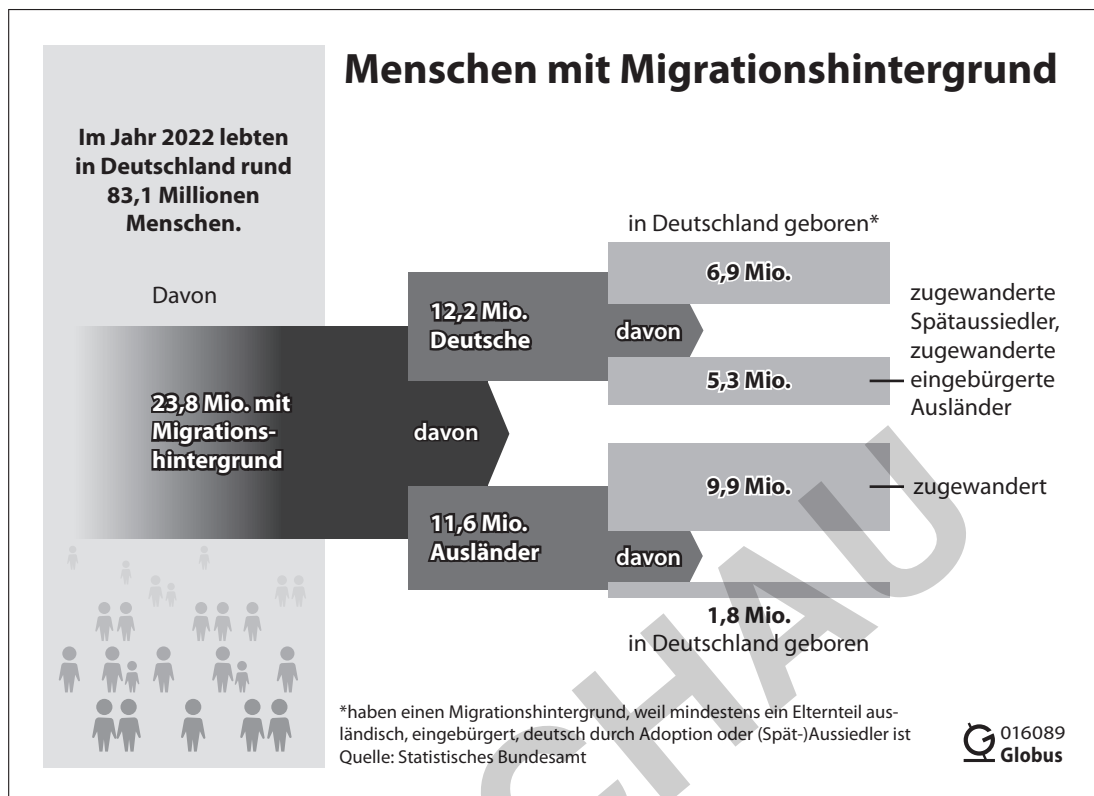 Menschen mit Migrationshintergrund
Im Jahr 2022 lebten
in Deutschland rund
83,1 Millionen
Menschen.
Davon
23,8 Mio. mit
Migrations-
hintergrund
davon
12,2 Mio.
Deutsche
davon
in Deutschland geboren*
6,9 Mio.
5,3 Mio.
zugewanderte
Spätaussiedler,
zugewanderte
eingebürgerte
Ausländer
11,6 Mio.
Ausländer
davon
9,9 Mio.
zugewandert
1,8 Mio.
in Deutschland geboren
*haben einen Migrationshintergrund, weil mindestens ein Elternteil aus-
ländisch, eingebürgert, deutsch durch Adoption oder (Spät-)Aussiedler ist
Quelle: Statistisches Bundesamt
016089
Globus